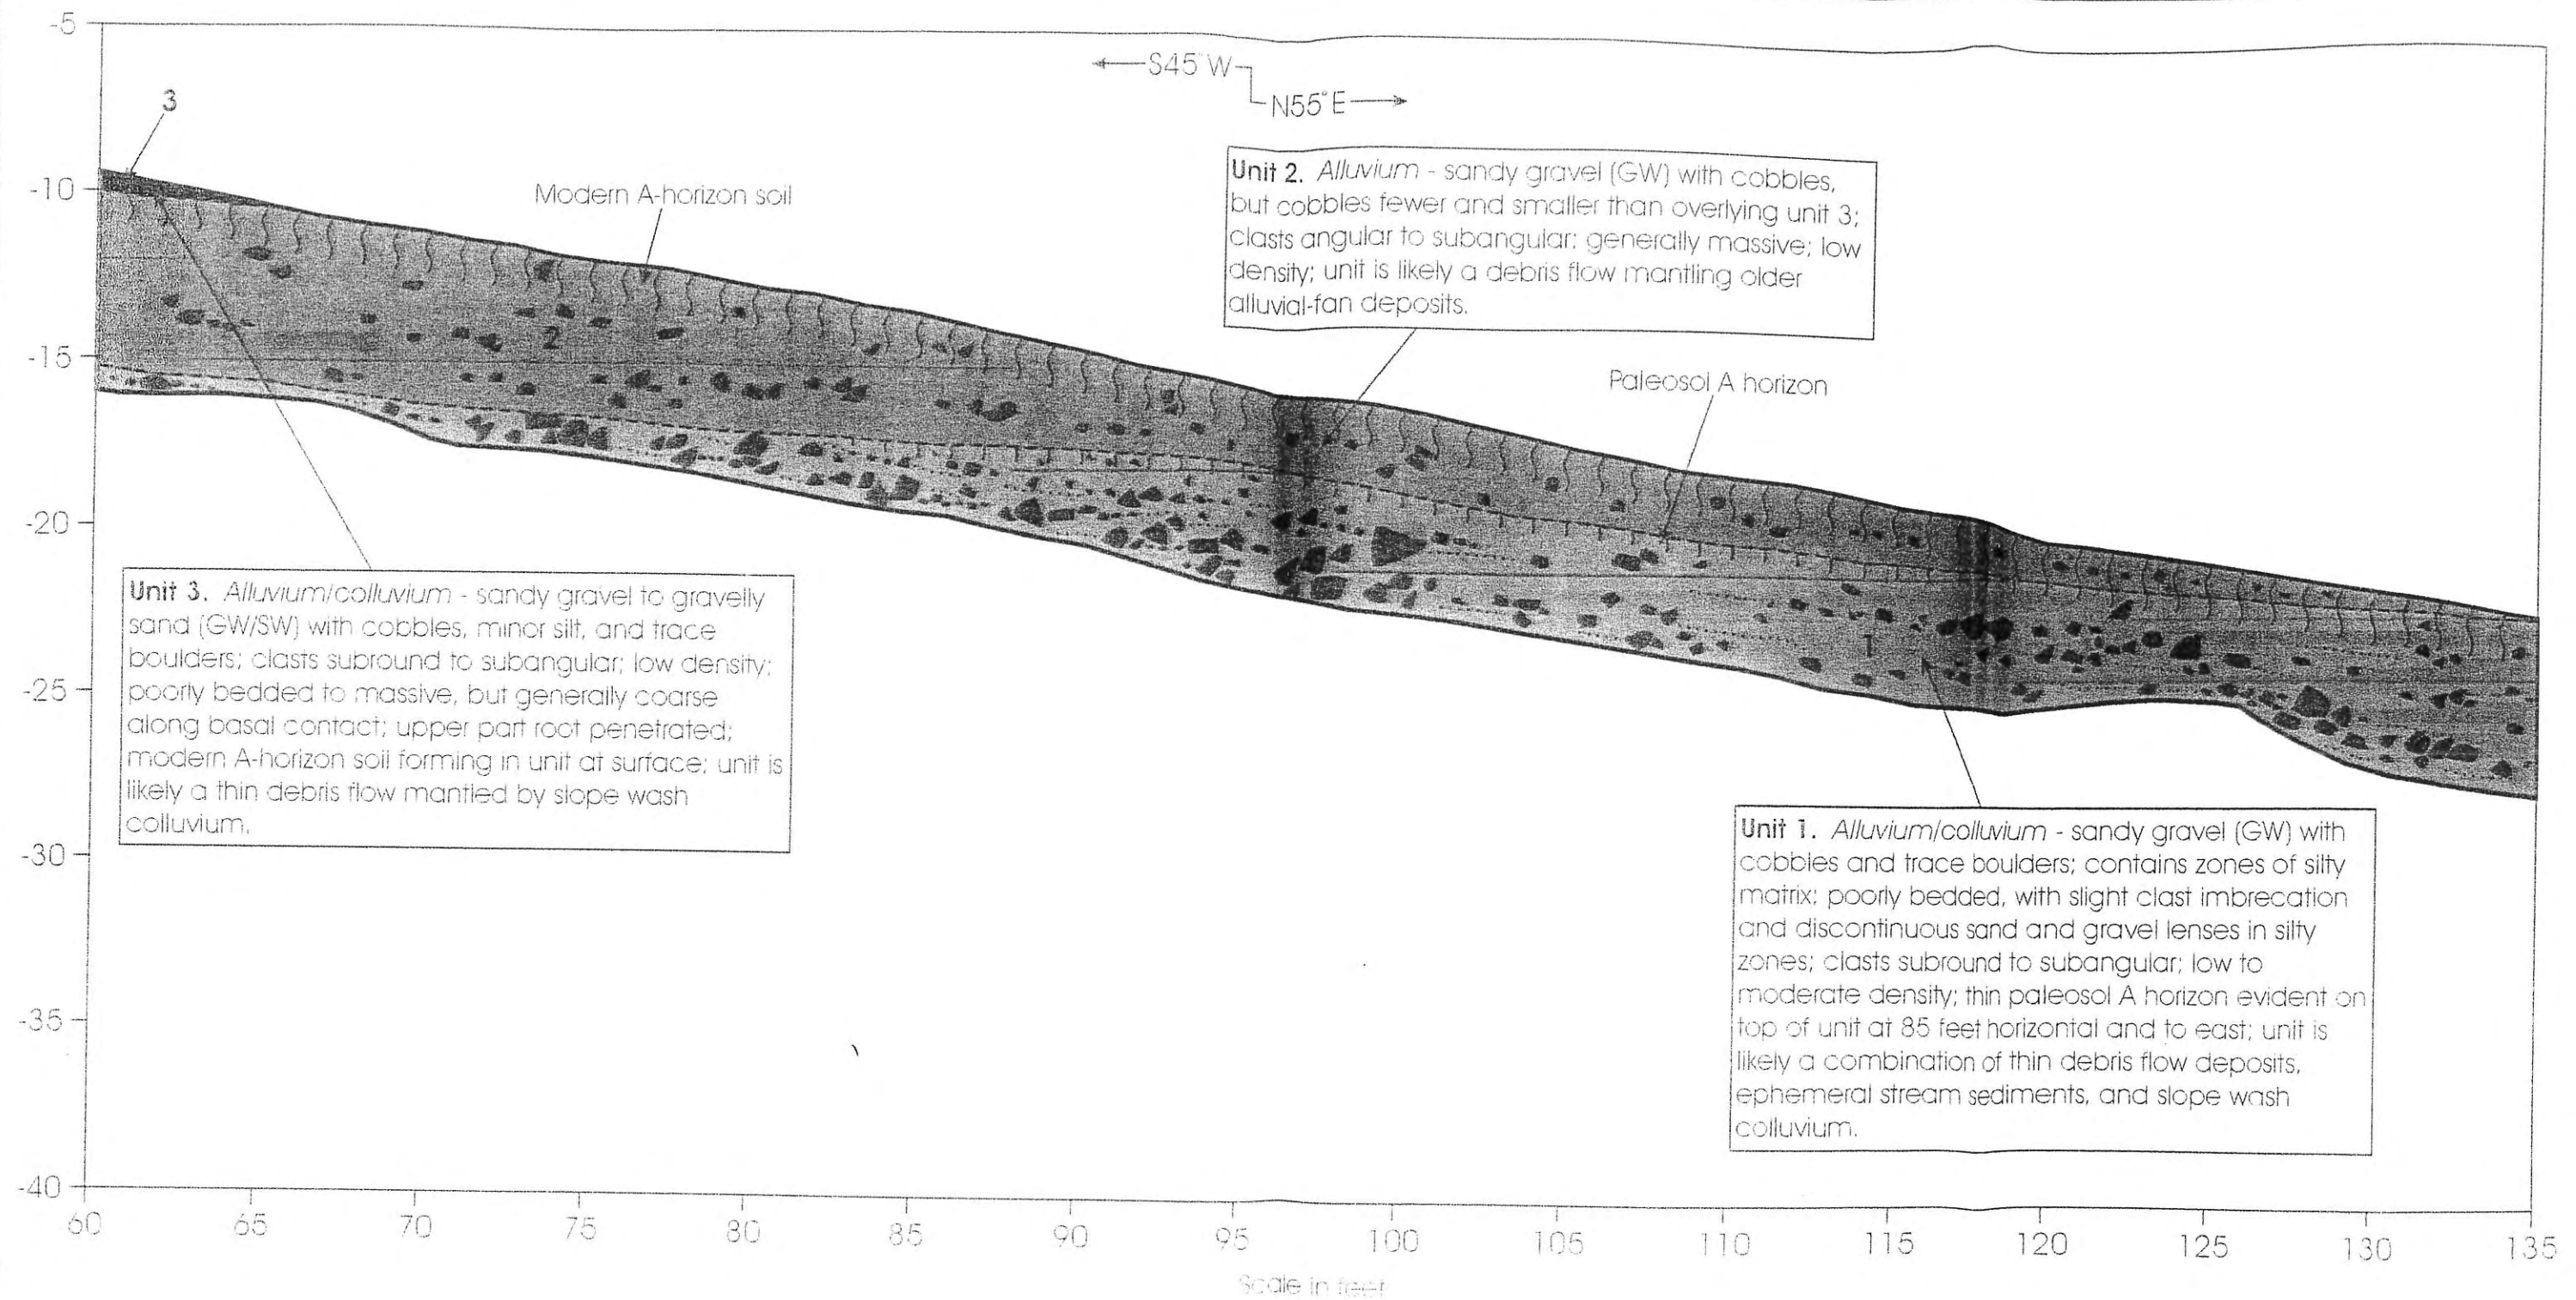 -5
-10
-15
-20
-25
-30
-35
-40
S45°W
N55°E
3
Modern A-horizon soil
2
Unit 2. Alluvium - sandy gravel (GW) with cobbles,
but cobbles fewer and smaller than overlying unit 3;
clasts angular to subangular; generally massive; low
density; unit is likely a debris flow mantling older
alluvial-fan deposits.
Paleosol A horizon
1
Unit 3. Alluvium/colluvium - sandy gravel to gravelly
sand (GW/SW) with cobbles, minor silt, and trace
boulders; clasts subround to subangular; low density;
poorly bedded to massive, but generally coarse
along basal contact; upper part root penetrated;
modern A-horizon soil forming in unit at surface; unit is
likely a thin debris flow mantled by slope wash
colluvium.
Unit 1. Alluvium/colluvium - sandy gravel (GW) with
cobbles and trace boulders; contains zones of silty
matrix; poorly bedded, with slight clast imbrecation
and discontinuous sand and gravel lenses in silty
zones; clasts subround to subangular; low to
moderate density; thin paleosol A horizon evident on
top of unit at 85 feet horizontal and to east; unit is
likely a combination of thin debris flow deposits,
ephemeral stream sediments, and slope wash
colluvium.
60 65 70 75 80 85 90 95 100 105 110 115 120 125 130 135
Scale in feet